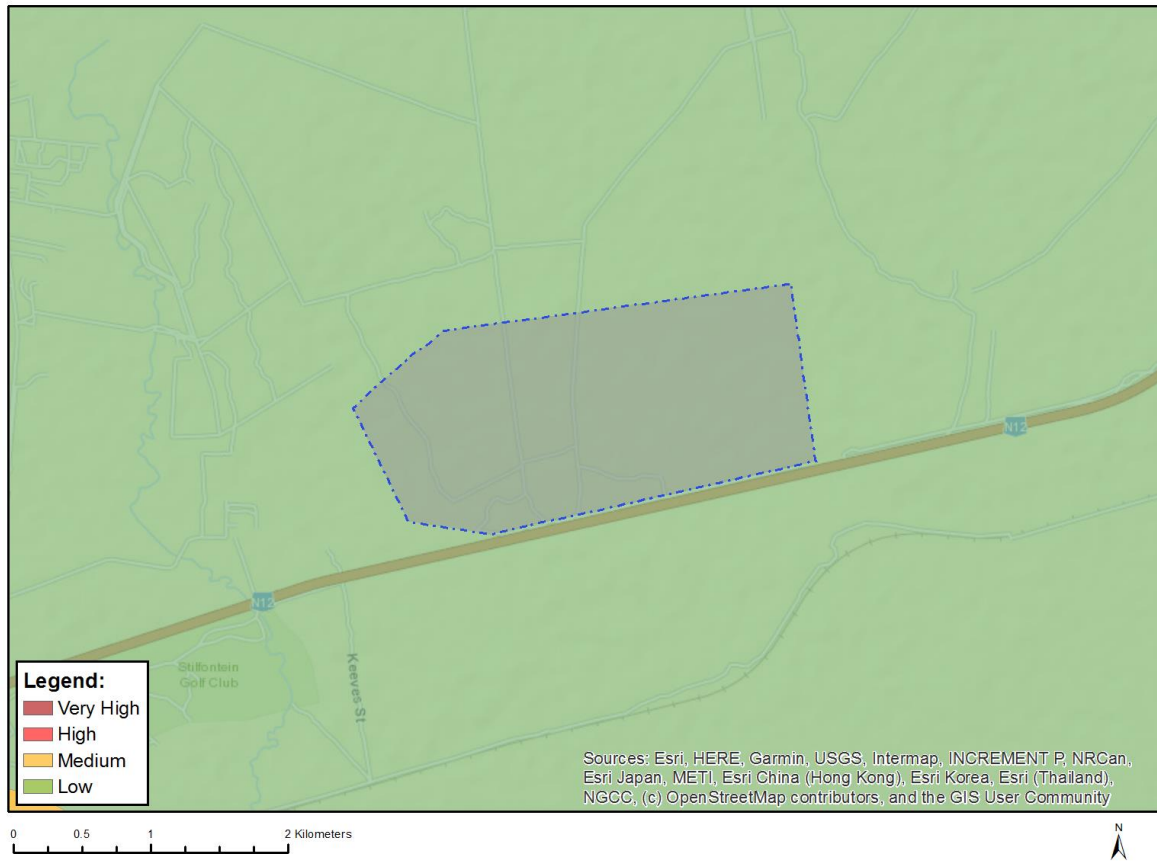 N12
N12
Stilfontein
Golf Club
Keeves St
Legend:
Very High
High
Medium
Low
Sources: Esri, HERE, Garmin, USGS, Intermap, INCREMENT P, NRCan,
Esri Japan, METI, Esri China (Hong Kong), Esri Korea, Esri (Thailand),
NGCC, (c) OpenStreetMap contributors, and the GIS User Community
0 0.5 1 2 Kilometers
N